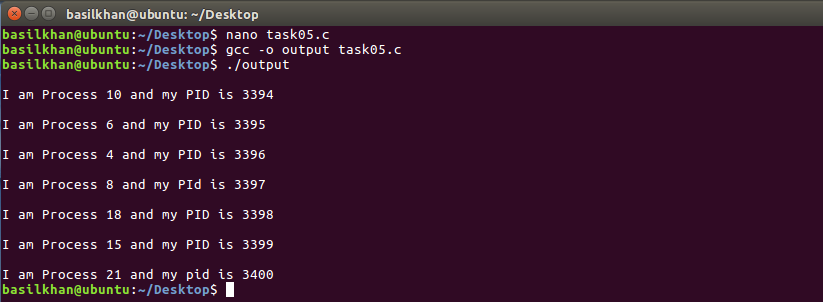 basilkhan@ubuntu: ~/Desktop
basilkhan@ubuntu:~/Desktop$ nano task05.c
basilkhan@ubuntu:~/Desktop$ gcc -o output task05.c
basilkhan@ubuntu:~/Desktop$ ./output
I am Process 10 and my PID is 3394
I am Process 6 and my PID is 3395
I am Process 4 and my PID is 3396
I am Process 8 and my PId is 3397
I am Process 18 and my PID is 3398
I am Process 15 and my PID is 3399
I am Process 21 and my pid is 3400
basilkhan@ubuntu:~/Desktop$